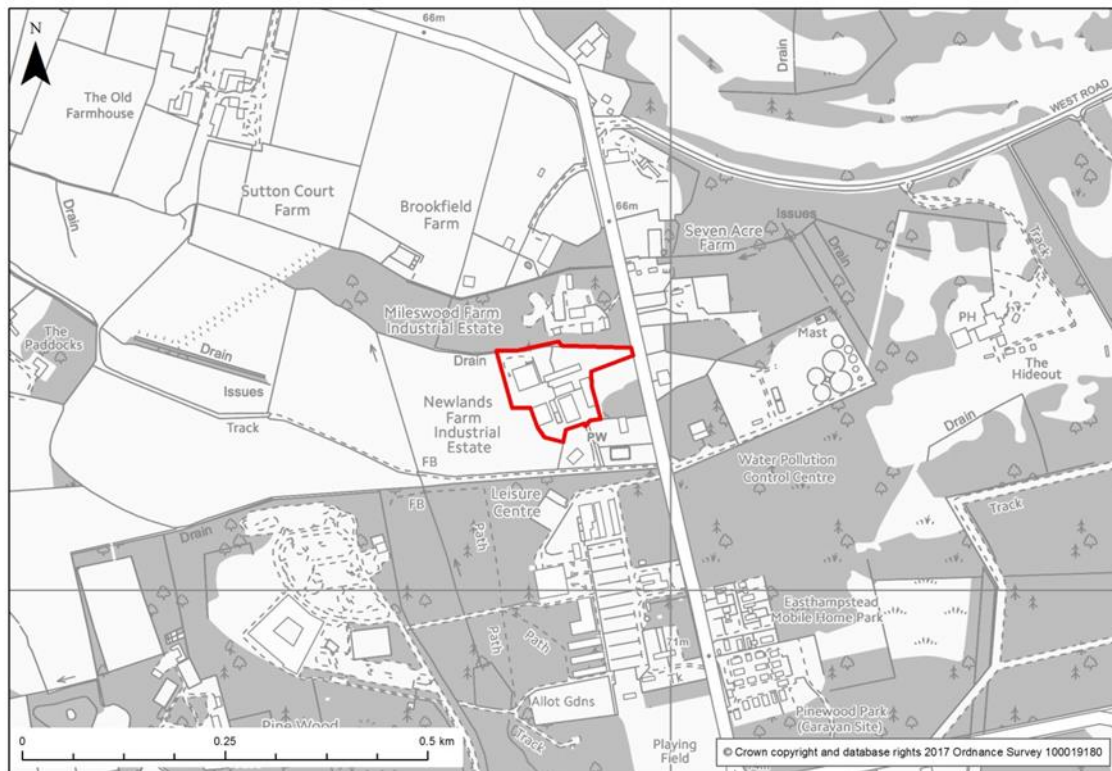 66m
N
Drain
The Old
Farmhouse
WEST ROAD
Sutton Court
Farm
Brookfield
Farm
66m
Drain
Issues
Seven Acre
Farm
Drain
Track
Mileswood Farm
Industrial Estate
PH
Mast
The
Paddocks
Drain
Drain
The
Hideout
Issues
Newlands
Farm
Industrial
Estate
Track
Drain
PW
FB
Water Pollution
Control Centre
Leisure
Centre
FB
Path
Track
Drain
Easthampstead
Mobile Home Park
Path
Path
71m
Tk
Allot Gdns
Pinewood Park
(Caravan Site)
Pine Wood
Track
Playing
Field
0
0.25
0.5 km
© Crown copyright and database rights 2017 Ordnance Survey 100019180